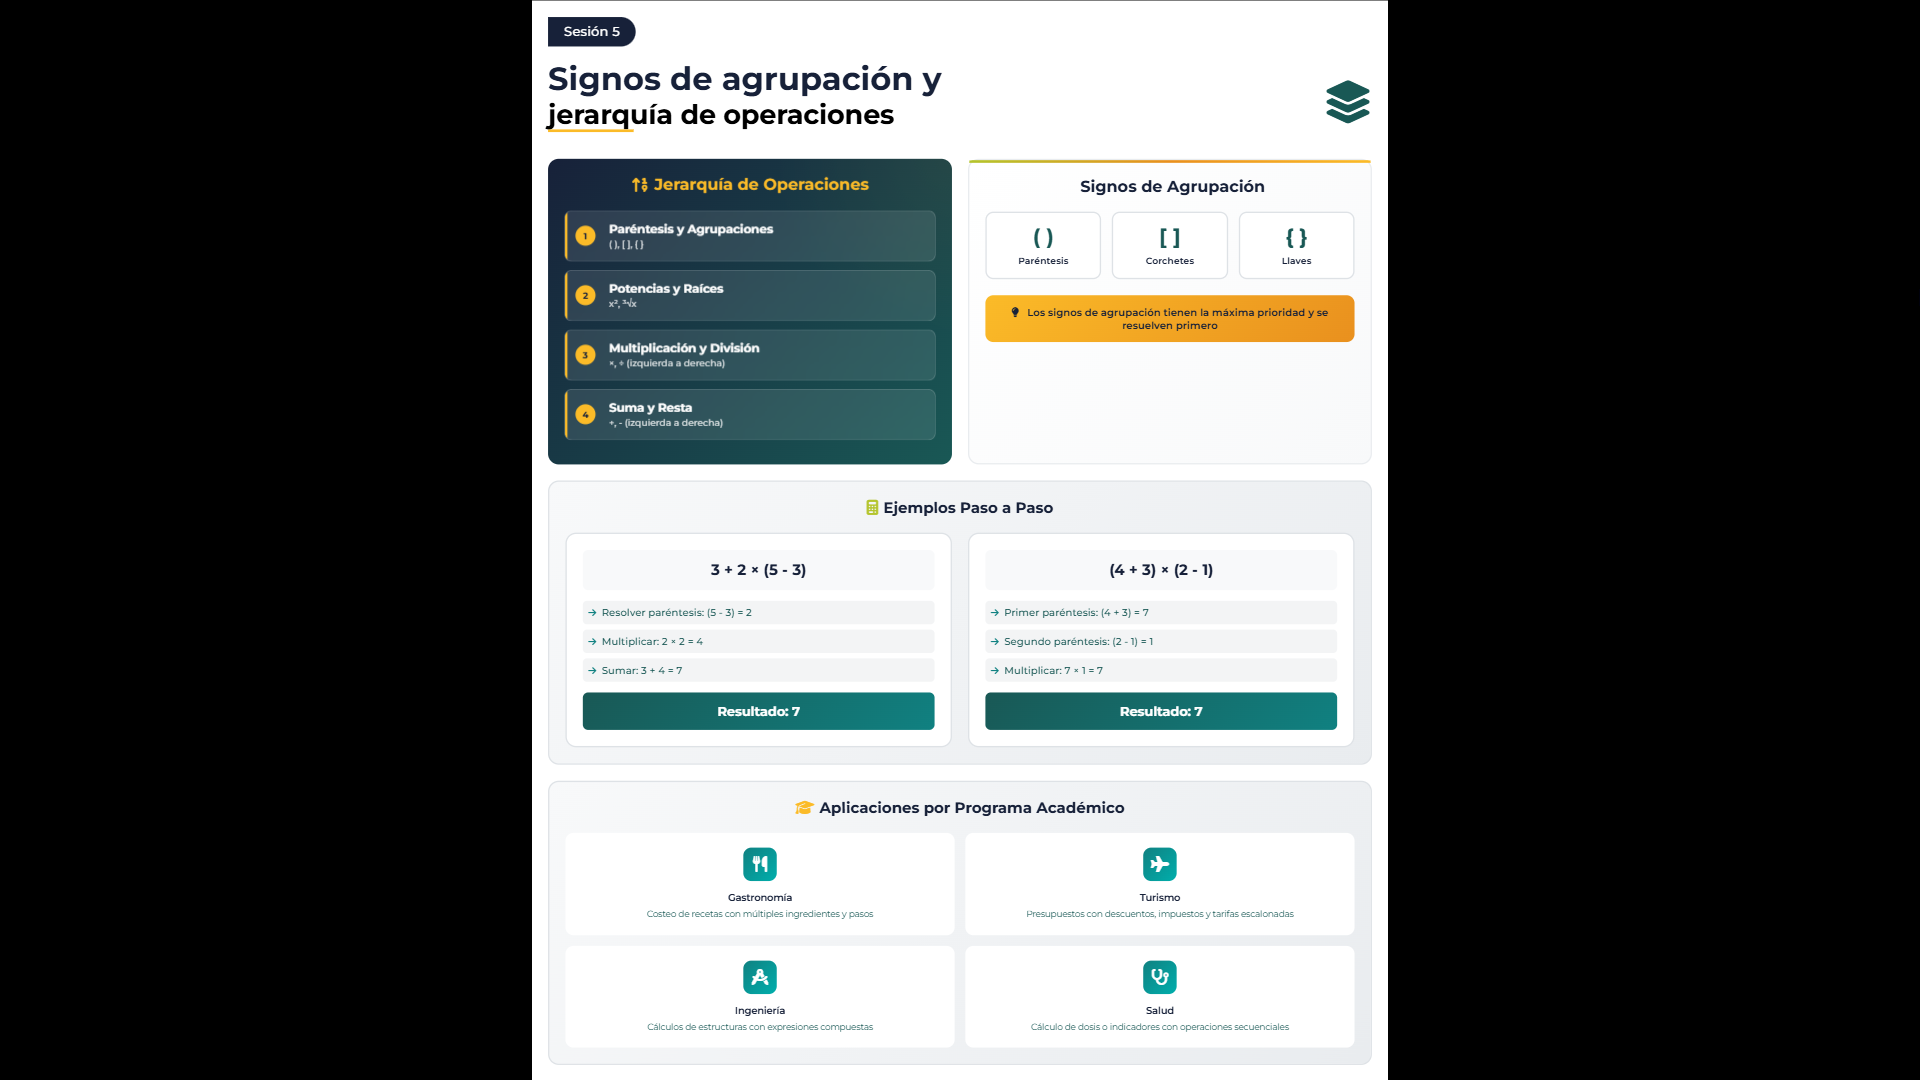 Sesión 5
Signos de agrupación y
jerarquía de operaciones
Jerarquía de Operaciones
1
Paréntesis y Agrupaciones
( ), [ ], { }
2
Potencias y Raíces
x², ³√x
3
Multiplicación y División
×, ÷ (izquierda a derecha)
4
Suma y Resta
+, - (izquierda a derecha)
Signos de Agrupación
( )
Paréntesis
[ ]
Corchetes
{ }
Llaves
Los signos de agrupación tienen la máxima prioridad y se
resuelven primero
Ejemplos Paso a Paso
3 + 2 × (5 - 3)
→ Resolver paréntesis: (5 - 3) = 2
→ Multiplicar: 2 × 2 = 4
→ Sumar: 3 + 4 = 7
Resultado: 7
(4 + 3) × (2 - 1)
→ Primer paréntesis: (4 + 3) = 7
→ Segundo paréntesis: (2 - 1) = 1
→ Multiplicar: 7 × 1 = 7
Resultado: 7
Aplicaciones por Programa Académico
Gastronomía
Costeo de recetas con múltiples ingredientes y pasos
Turismo
Presupuestos con descuentos, impuestos y tarifas escalonadas
Ingeniería
Cálculos de estructuras con expresiones compuestas
Salud
Cálculo de dosis o indicadores con operaciones secuenciales